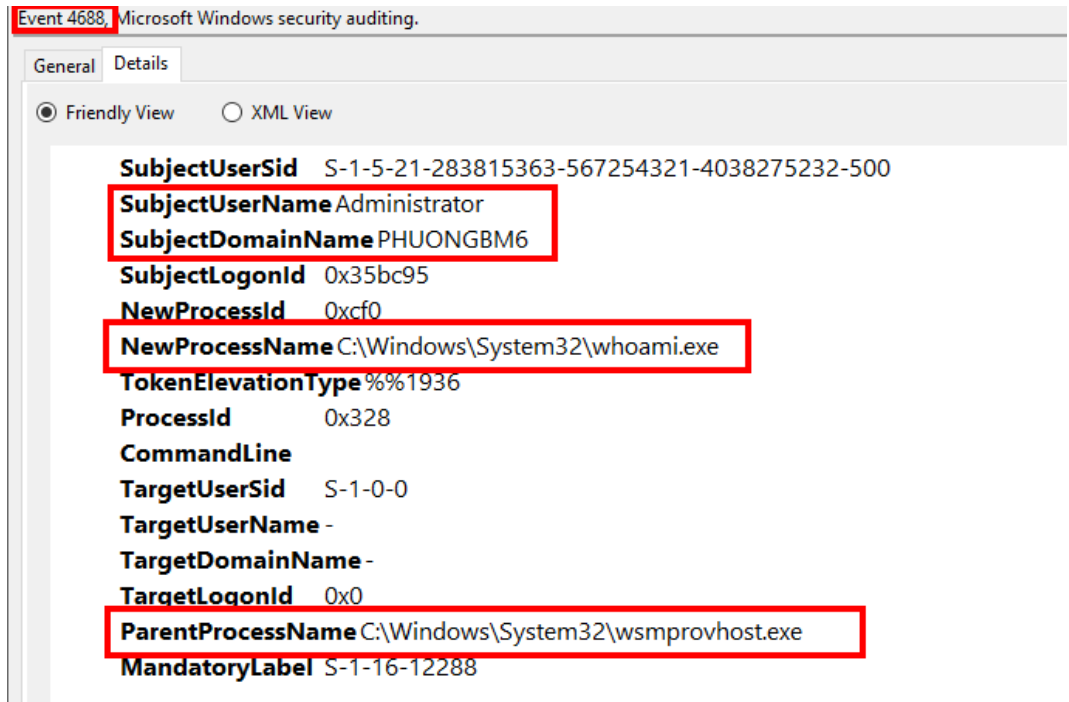 Event 4688, Microsoft Windows security auditing.
General Details
Friendly View XML View
SubjectUserSid S-1-5-21-283815363-567254321-4038275232-500
SubjectUserName Administrator
SubjectDomainName PHUONGBM6
SubjectLogonId 0x35bc95
NewProcessId 0xcf0
NewProcessName C:\Windows\System32\whoami.exe
TokenElevationType %%1936
ProcessId 0x328
CommandLine
TargetUserSid S-1-0-0
TargetUserName -
TargetDomainName -
TargetLogonId 0x0
ParentProcessName C:\Windows\System32\wsmprovhost.exe
MandatoryLabel S-1-16-12288